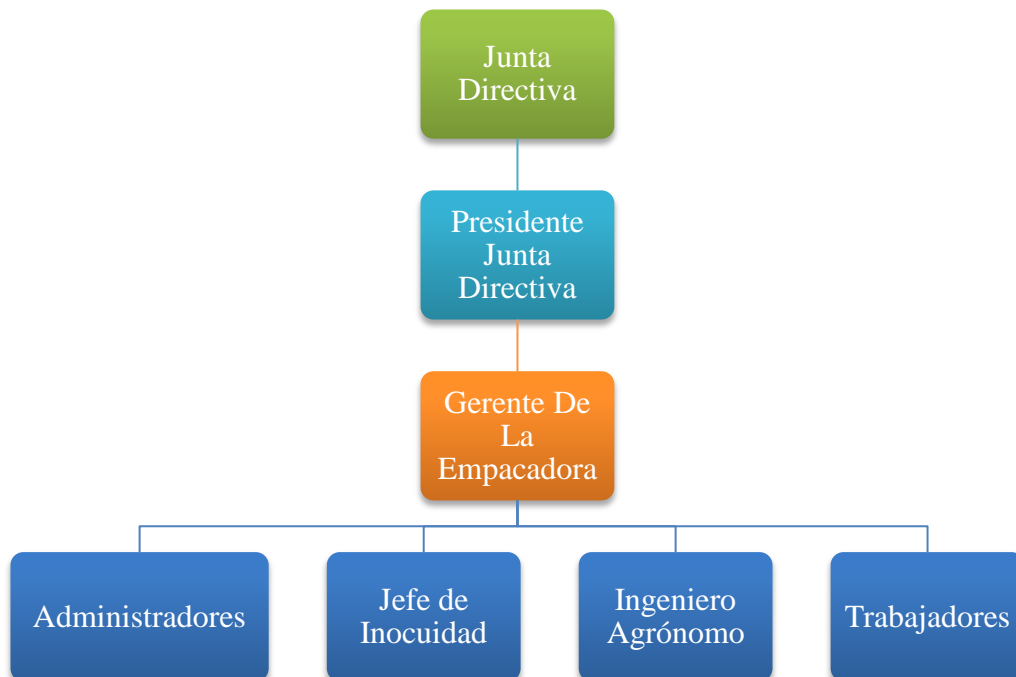 Junta
Directiva
Presidente
Junta
Directiva
Gerente De
La
Empacadora
Administradores
Jefe de
Inocuidad
Ingeniero
Agrónomo
Trabajadores